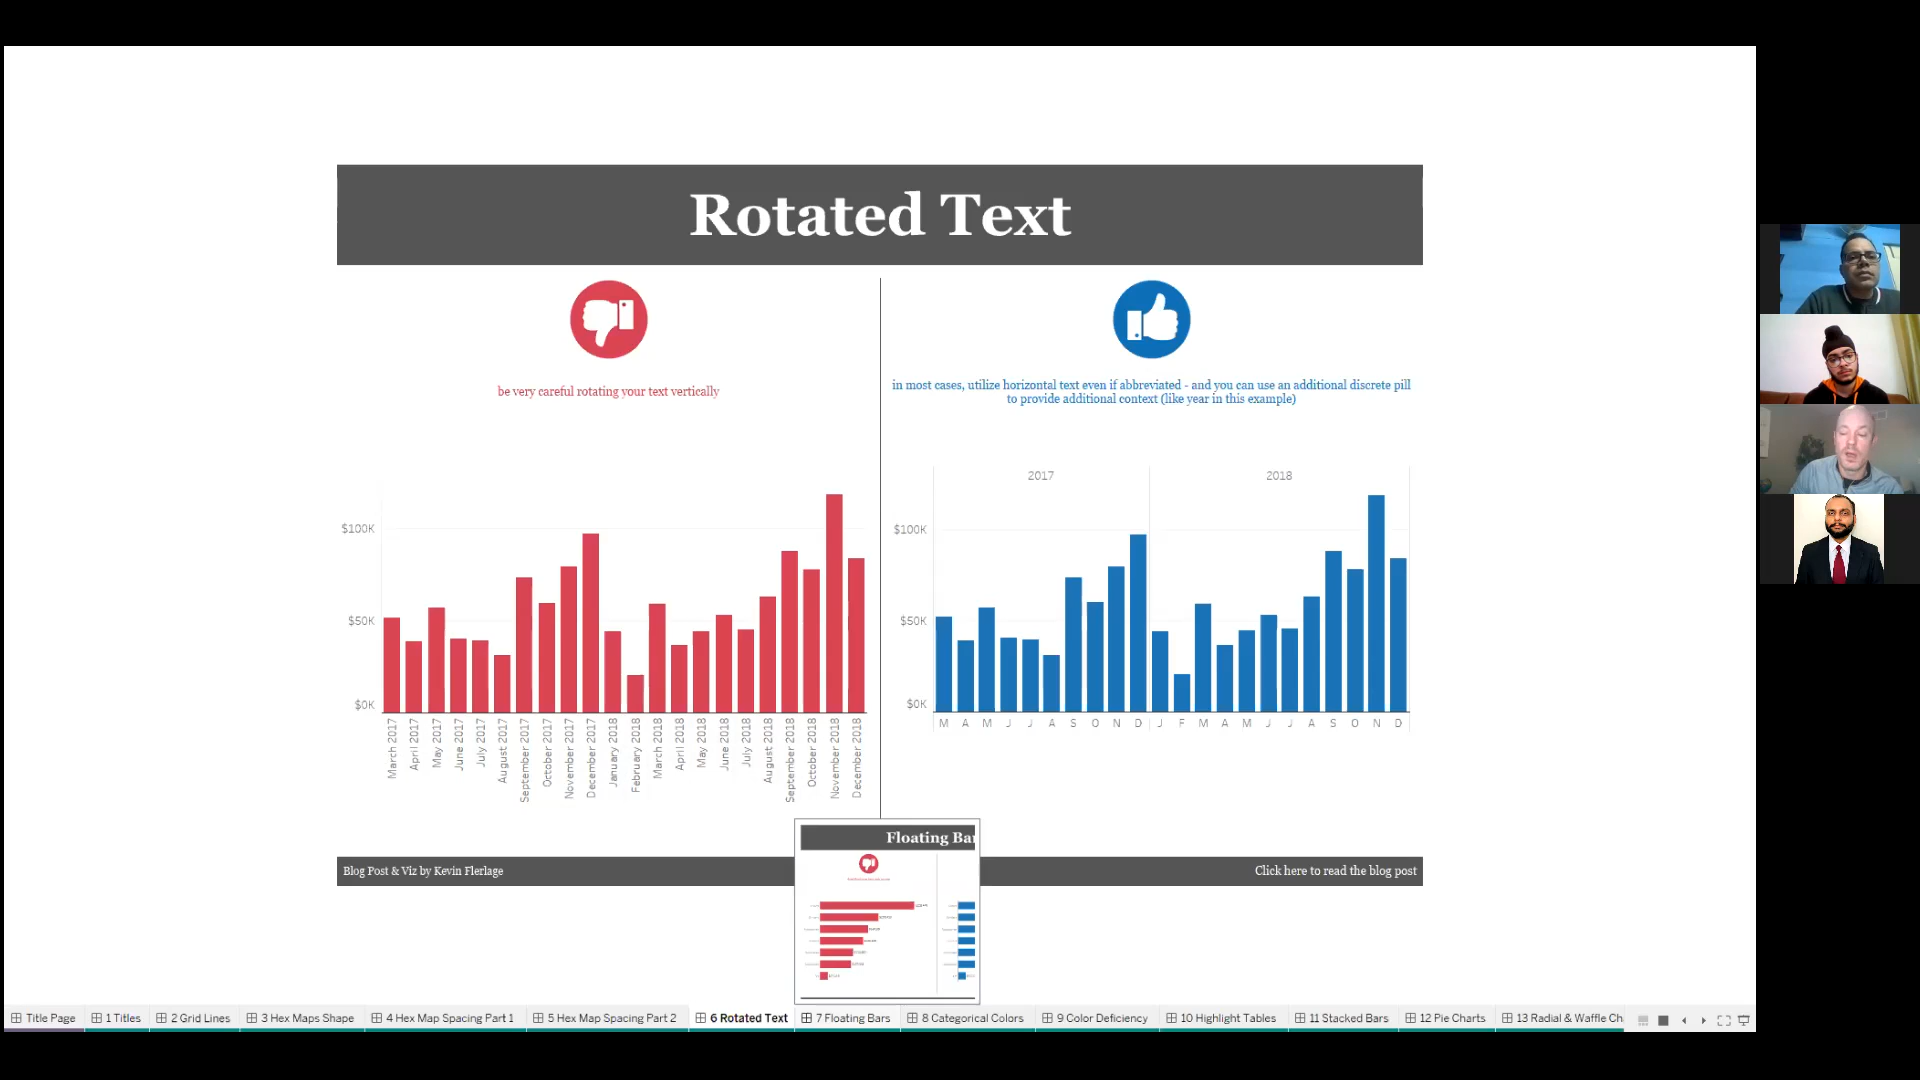 Rotated Text
be very careful rotating your text vertically
in most cases, utilize horizontal text even if abbreviated - and you can use an additional discrete pill
to provide additional context (like year in this example)
$100K
$50K
$0K
March 2017
April 2017
May 2017
June 2017
July 2017
August 2017
September 2017
October 2017
November 2017
December 2017
January 2018
February 2018
March 2018
April 2018
May 2018
June 2018
July 2018
August 2018
September 2018
October 2018
November 2018
December 2018
2017 2018
$100K
$50K
$0K
M A M J J A S O N D J F M A M J J A S O N D
Floating Bar
Blog Post & Viz by Kevin Flerlage
Click here to read the blog post
Title Page 1 Titles 2 Grid Lines 3 Hex Maps Shape 4 Hex Map Spacing Part 1 5 Hex Map Spacing Part 2 6 Rotated Text 7 Floating Bars 8 Categorical Colors 9 Color Deficiency 10 Highlight Tables 11 Stacked Bars 12 Pie Charts 13 Radial & Waffle Ch